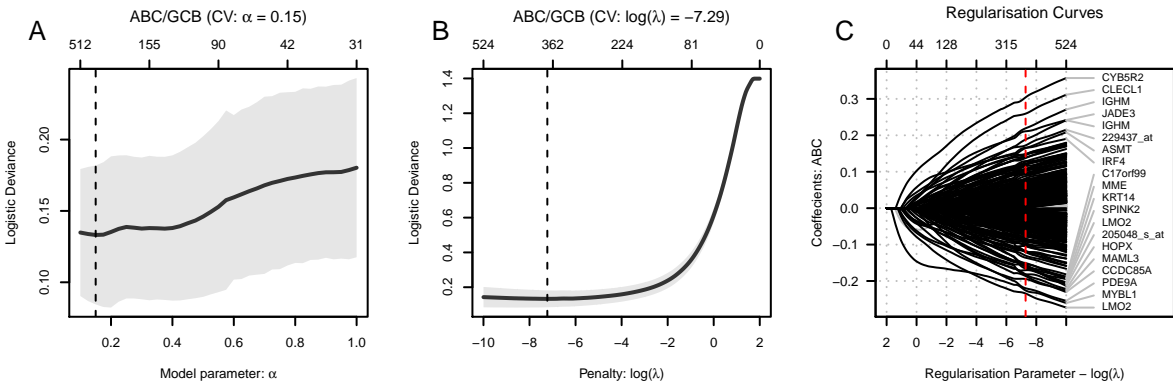 A
ABC/GCB (CV: α = 0.15)
512 155 90 42 31
Logistic Deviance
0.20
0.15
0.10
0.2 0.4 0.6 0.8 1.0
Model parameter: α
B
ABC/GCB (CV: log(λ) = −7.29)
524 362 224 81 0
Logistic Deviance
1.4
1.2
1.0
0.8
0.6
0.4
0.2
−10 −8 −6 −4 −2 0 2
Penalty: log(λ)
C
Regularisation Curves
0 44 128 315 524
Coeffecients: ABC
0.3
0.2
0.1
0.0
−0.1
−0.2
2 0 −2 −4 −6 −8
Regularisation Parameter − log(λ)
CYB5R2
CLECL1
IGHM
JADE3
IGHM
229437_at
ASMT
IRF4
C17orf99
MME
KRT14
SPINK2
LMO2
205048_s_at
HOPX
MAML3
CCDC85A
PDE9A
MYBL1
LMO2